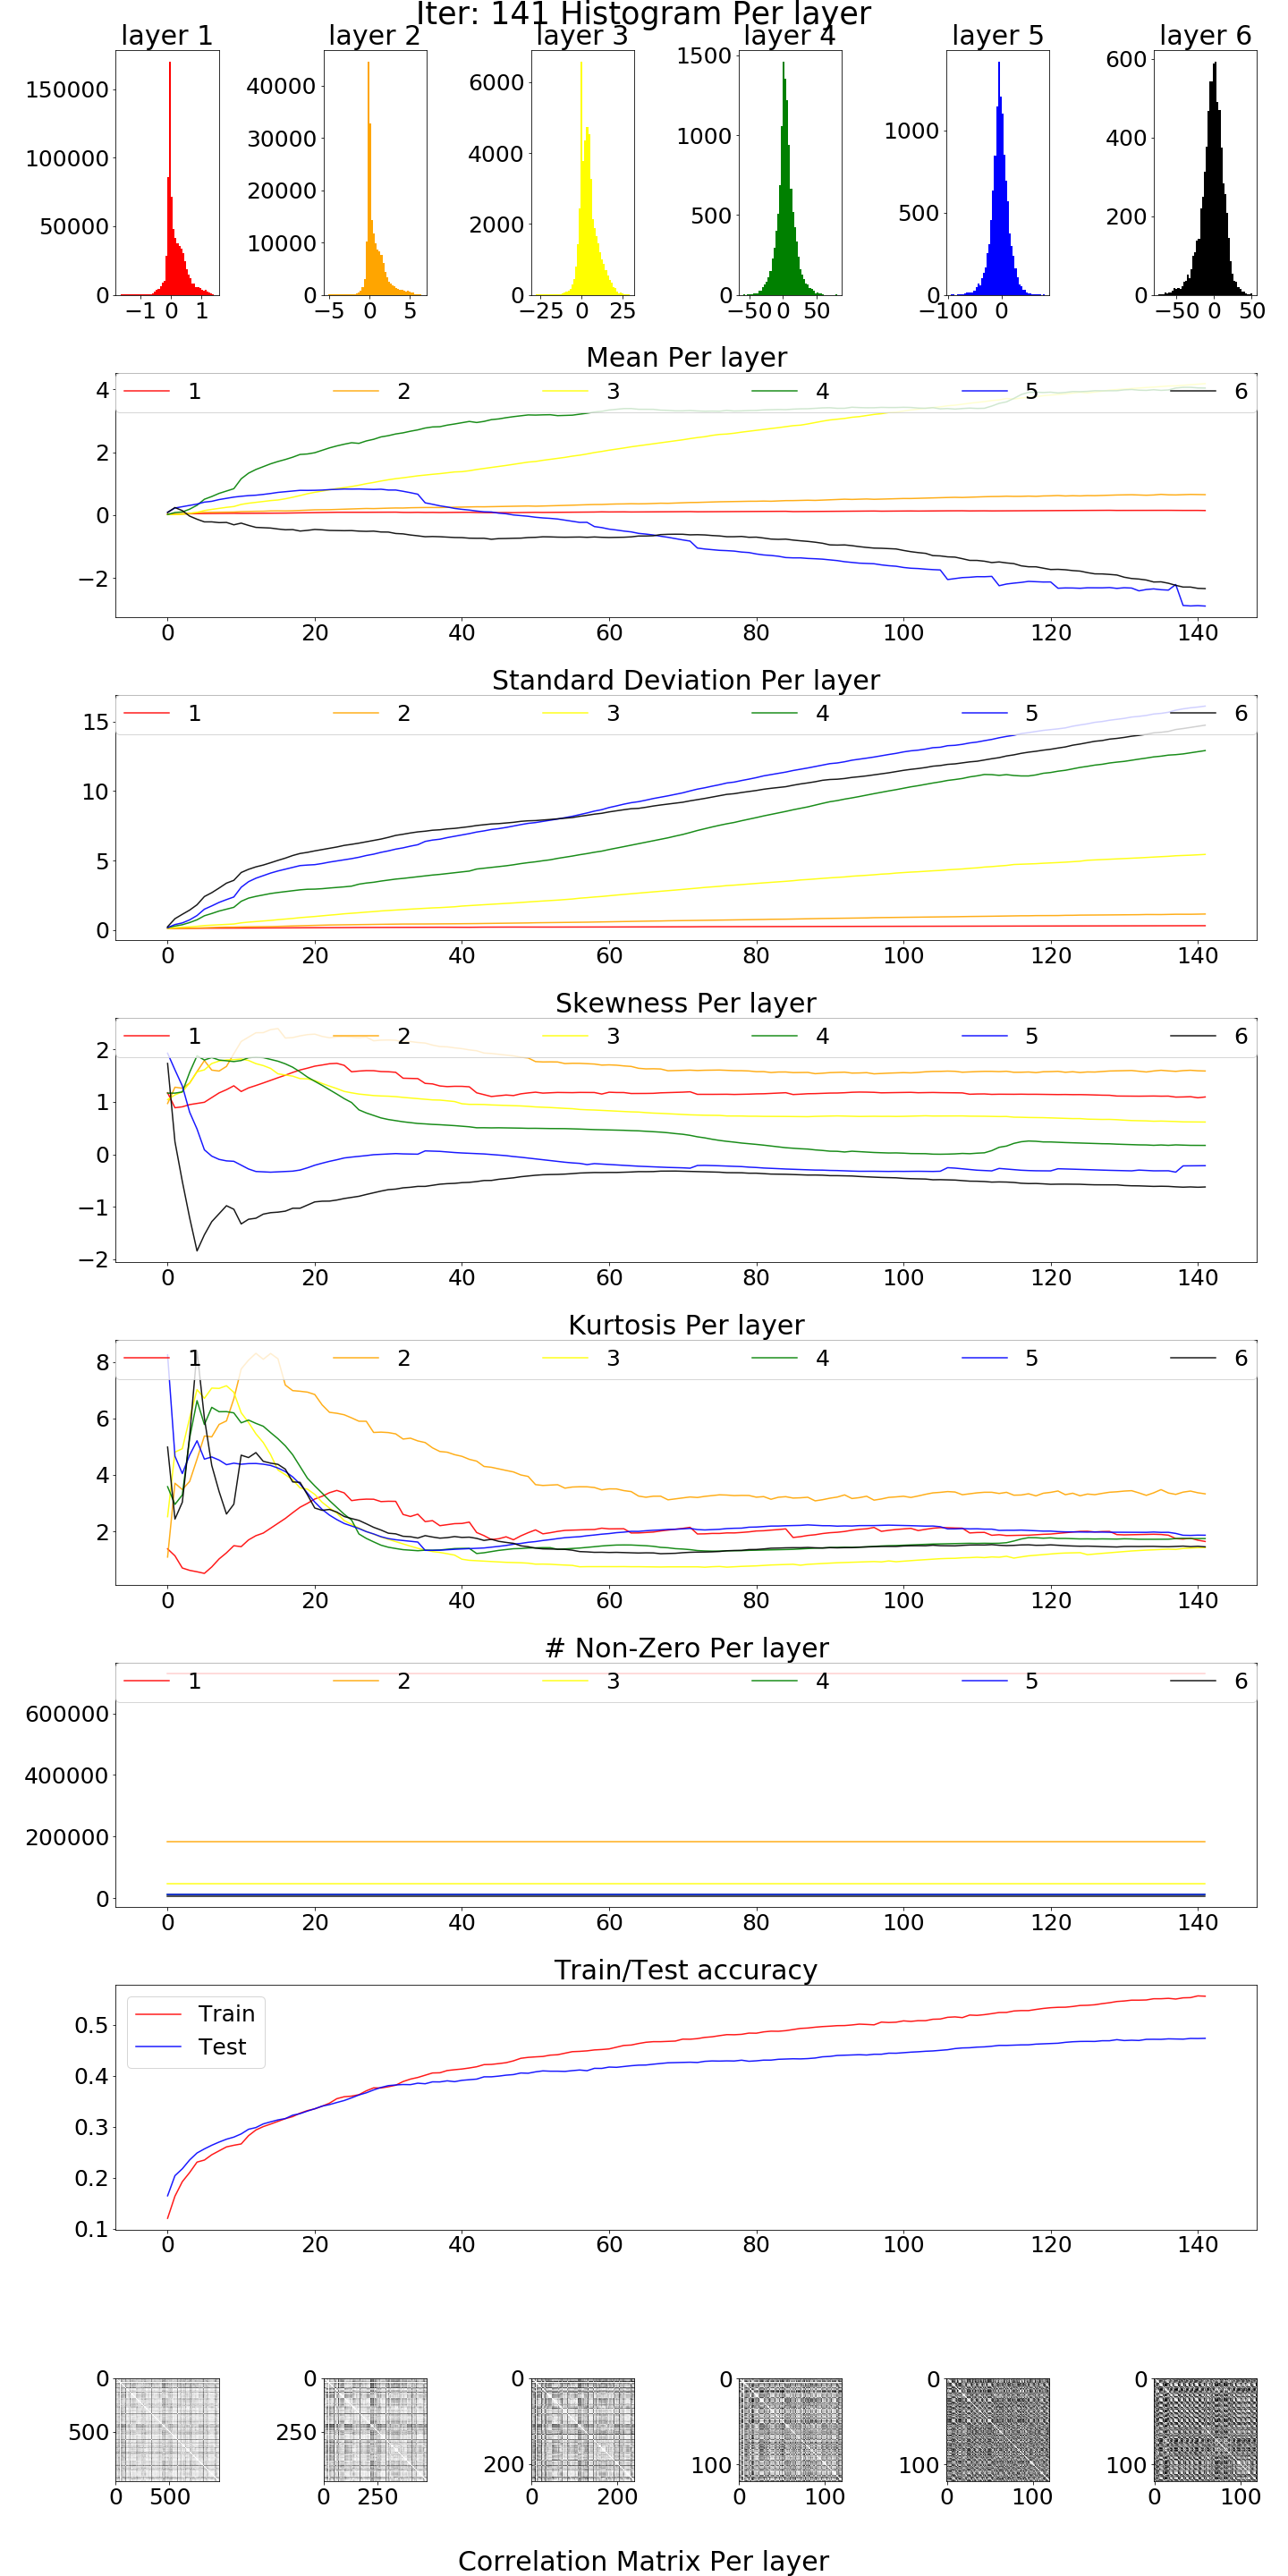 Iter: 141 Histogram Per layer
layer 1 layer 2 layer 3 layer 4 layer 5 layer 6
150000 100000 50000 0
−1 0 1
40000 30000 20000 10000 0
−5 0 5
6000 4000 2000 0
−25 0 25
1500 1000 500 0
−50 0 50
1000 500 0
−100 0
600 400 200 0
−50 0 50
Mean Per layer
1 2 3 4 5 6
4
2
0
−2
0 20 40 60 80 100 120 140
Standard Deviation Per layer
1 2 3 4 5 6
15
10
5
0
0 20 40 60 80 100 120 140
Skewness Per layer
1 2 3 4 5 6
2
1
0
−1
−2
0 20 40 60 80 100 120 140
Kurtosis Per layer
1 2 3 4 5 6
8
6
4
2
0 20 40 60 80 100 120 140
# Non-Zero Per layer
1 2 3 4 5 6
600000
400000
200000
0
0 20 40 60 80 100 120 140
Train/Test accuracy
Train
Test
0.5
0.4
0.3
0.2
0.1
0 20 40 60 80 100 120 140
0 500
0 500
0 250
0 250
0 200
0 200
0 100
0 100
0 100
0 100
0 100
0 100
Correlation Matrix Per layer